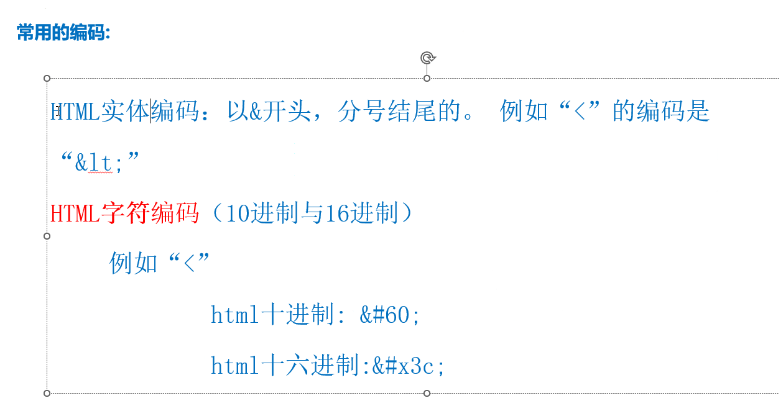 常用的编码:
HTML实体编码：以&开头，分号结尾的。 例如“<”的编码是
“&lt;”
HTML字符编码（10进制与16进制）
例如“<”
html十进制: &#60;
html十六进制:&#x3c;